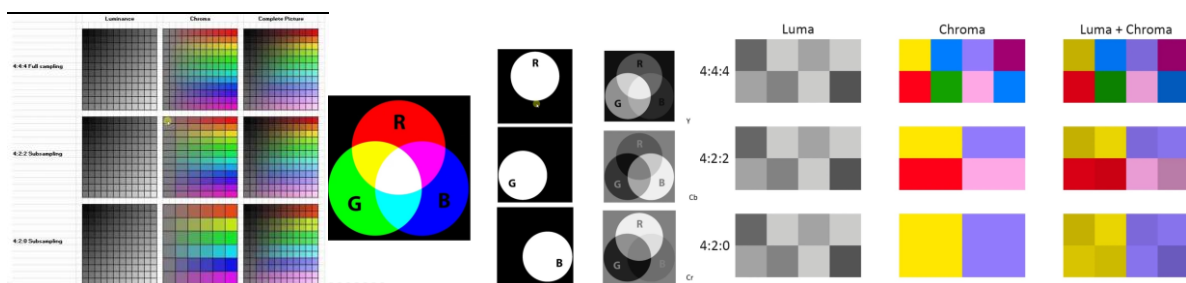 Luminance Chroma Complete Picture
4:4:4 Full sampling
4:2:2 Subsampling
4:2:0 Subsampling
R
G B
R
G
B
R
G B
Y
R
G B
Cb
R
G B
Cr
Luma Chroma Luma + Chroma
4:4:4
4:2:2
4:2:0